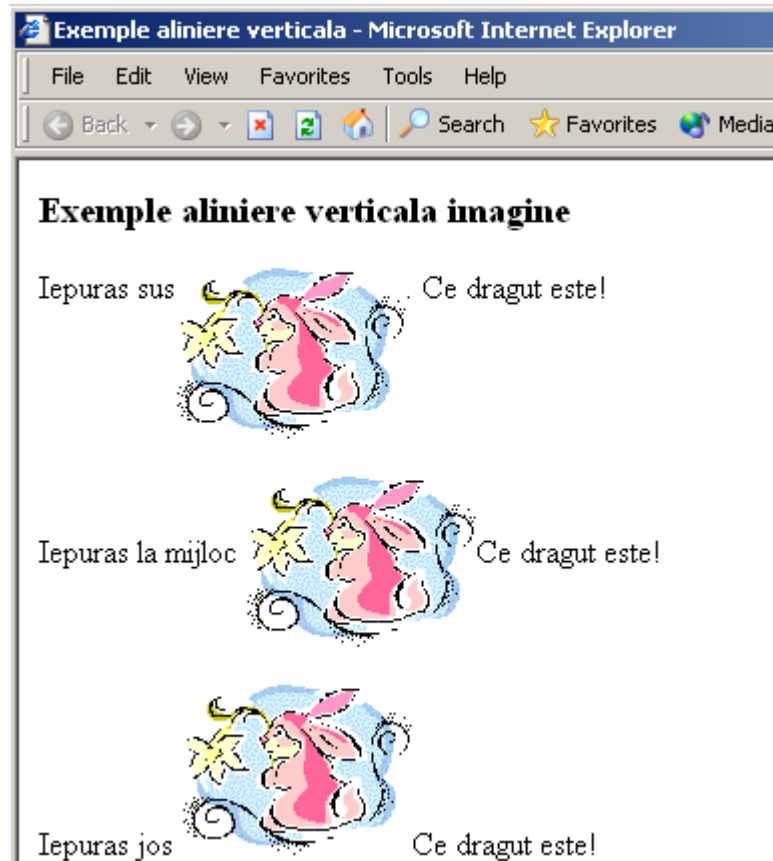 Exemple aliniere verticala - Microsoft Internet Explorer
File Edit View Favorites Tools Help
Back Search Favorites Media
Exemple aliniere verticala imagine
Iepuras sus . Ce dragut este!
Iepuras la mijloc Ce dragut este!
Iepuras jos Ce dragut este!